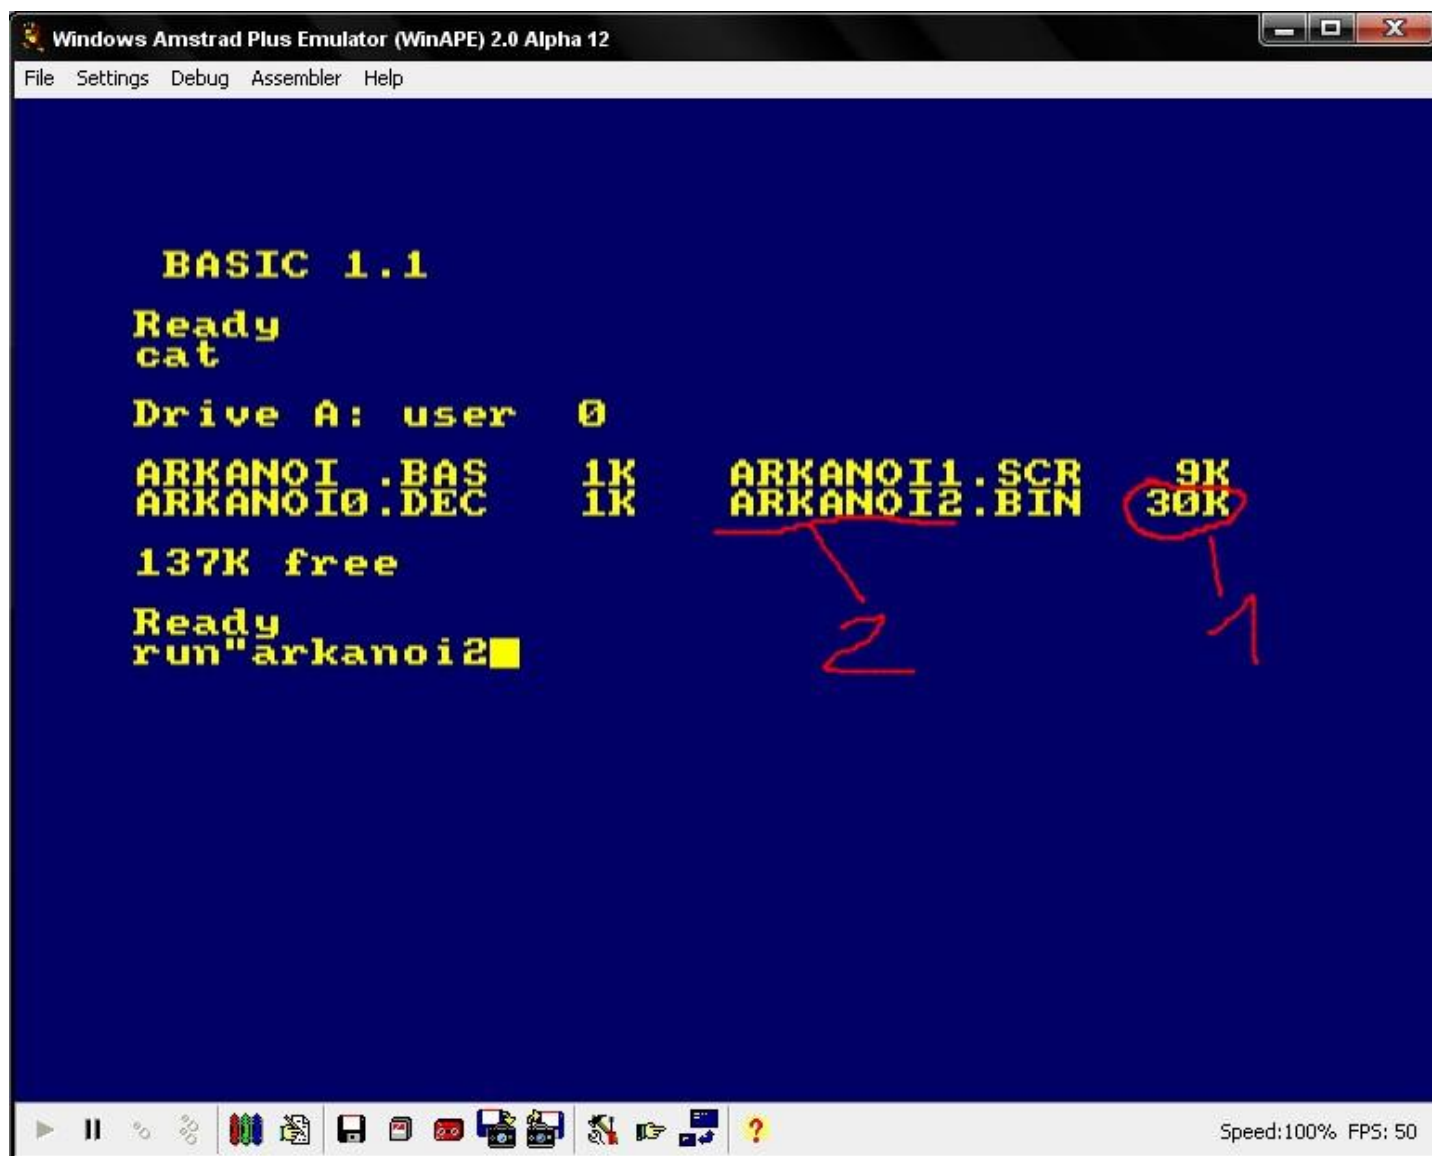 Windows Amstrad Plus Emulator (WinAPE) 2.0 Alpha 12
File Settings Debug Assembler Help
BASIC 1.1
Ready
cat
Drive A: user 0
ARKANOI .BAS 1K ARKANOI1.SCR 9K
ARKANOI0.DEC 1K ARKANOI2.BIN 30K
137K free
Ready
run"arkanoi2
2 1
Speed:100% FPS: 50